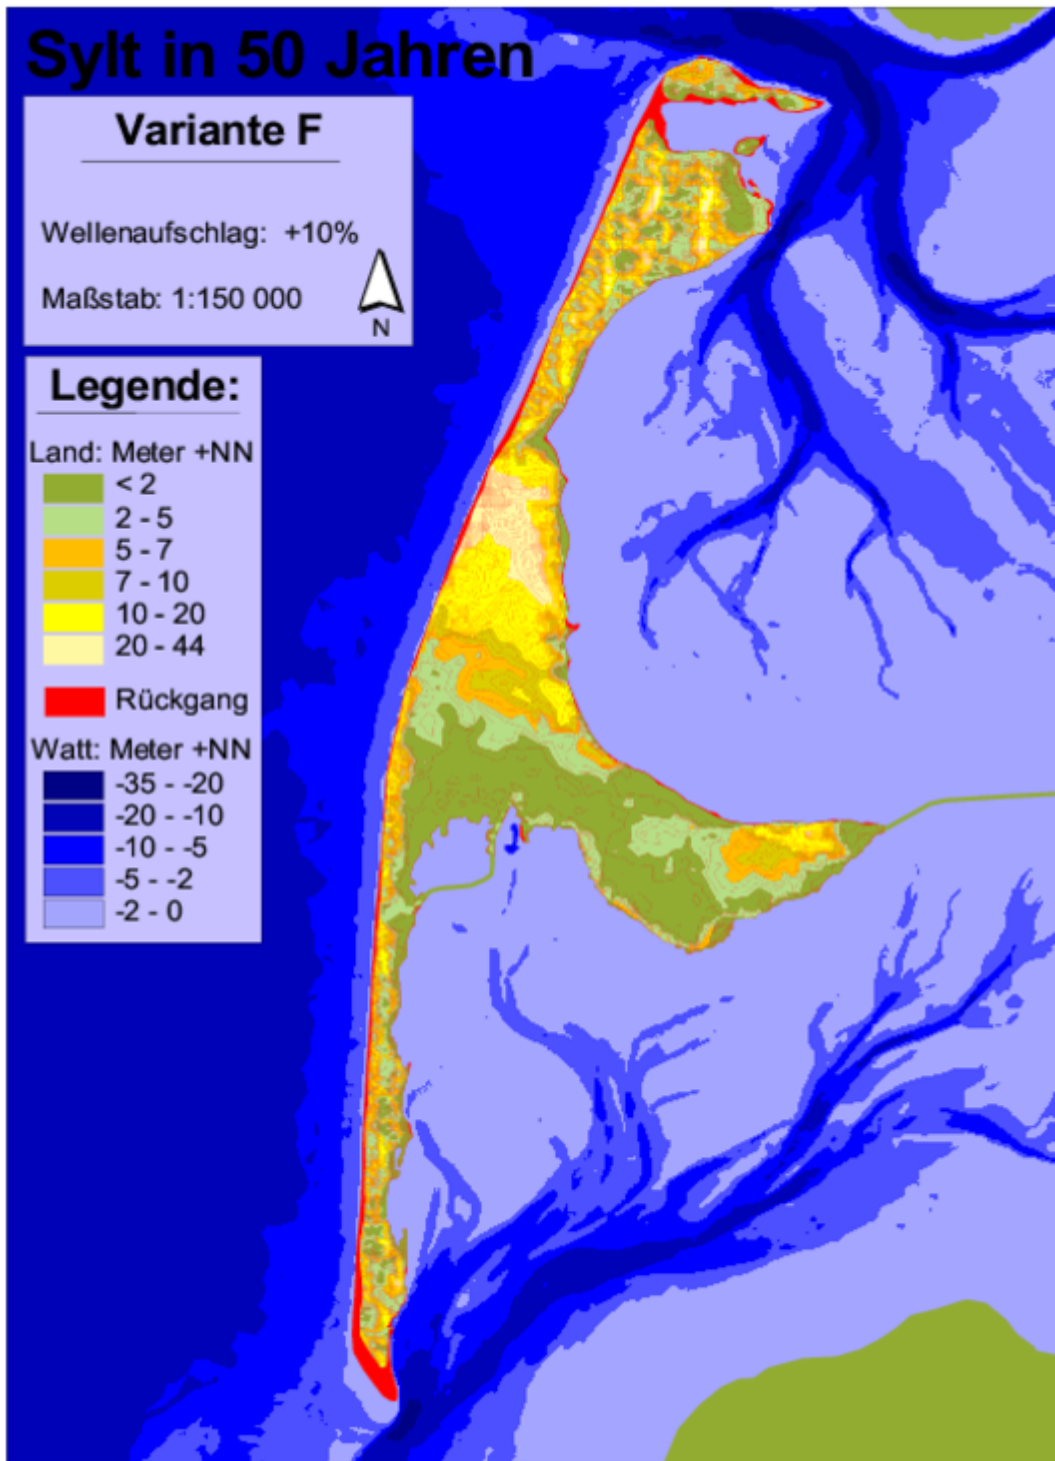 Sylt in 50 Jahren
Variante F
Wellenaufschlag: +10%
Maßstab: 1:150 000
N
Legende:
Land: Meter +NN
< 2
2 - 5
5 - 7
7 - 10
10 - 20
20 - 44
Rückgang
Watt: Meter +NN
-35 - -20
-20 - -10
-10 - -5
-5 - -2
-2 - 0